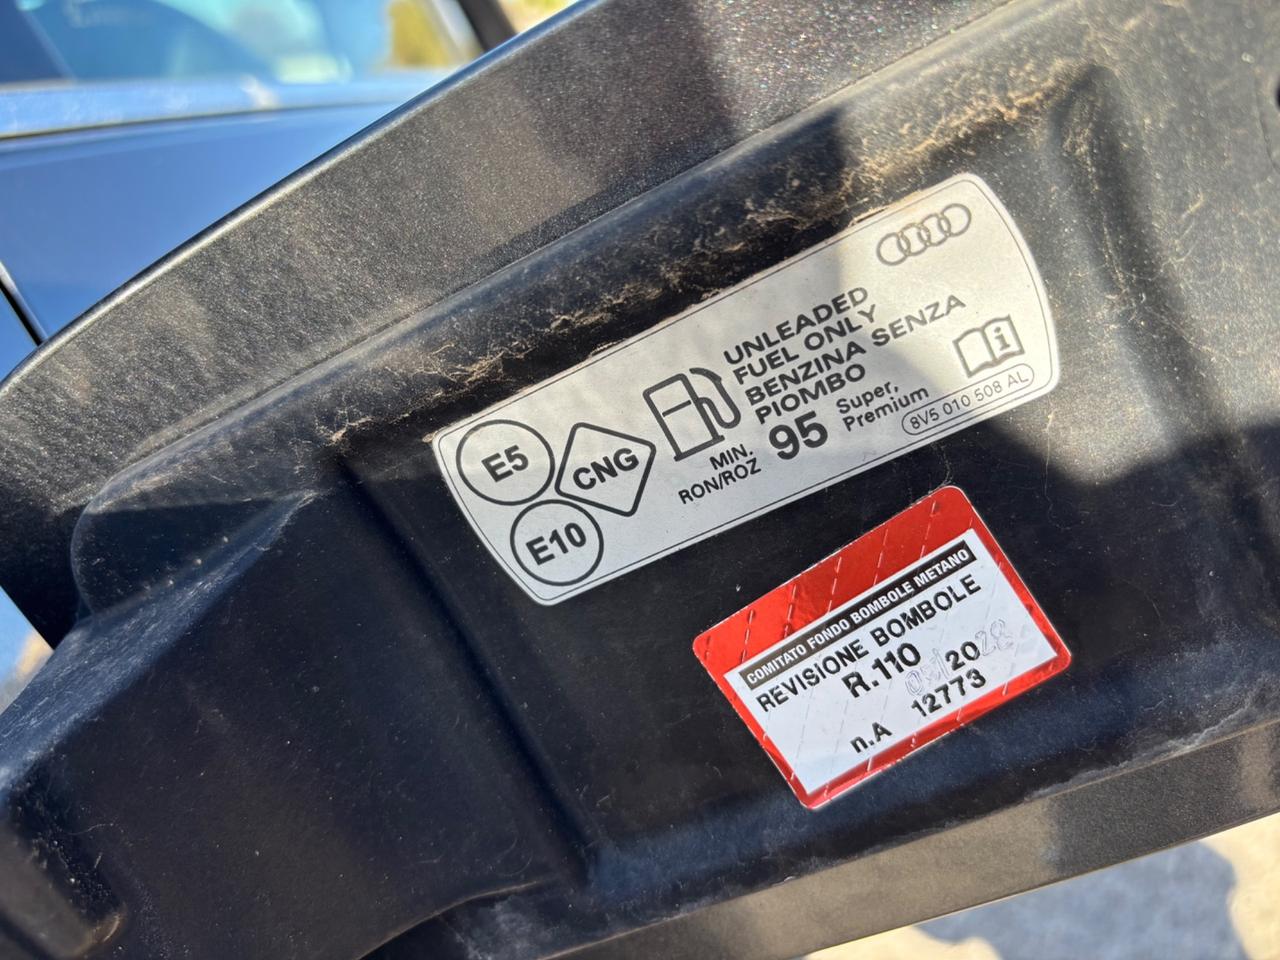 UNLEADED
FUEL ONLY
BENZINA SENZA
PIOMBO
E5
CNG
E10
MIN.
RON/ROZ
95
Super,
Premium
8V5 010 508 AL
COMITATO FONDO BOMBOLE METANO
REVISIONE BOMBOLE
R.110
/2028
n.A 12773